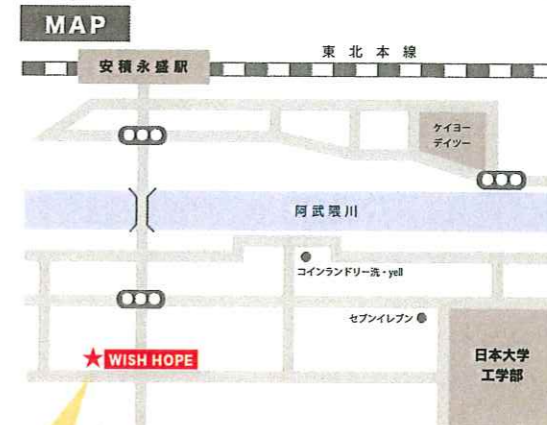 MAP
東北本線
安積永盛駅
ケイヨー
デイツー
阿武隈川
コインランドリー洗・yell
セブンイレブン
WISH HOPE
日本大学
工学部